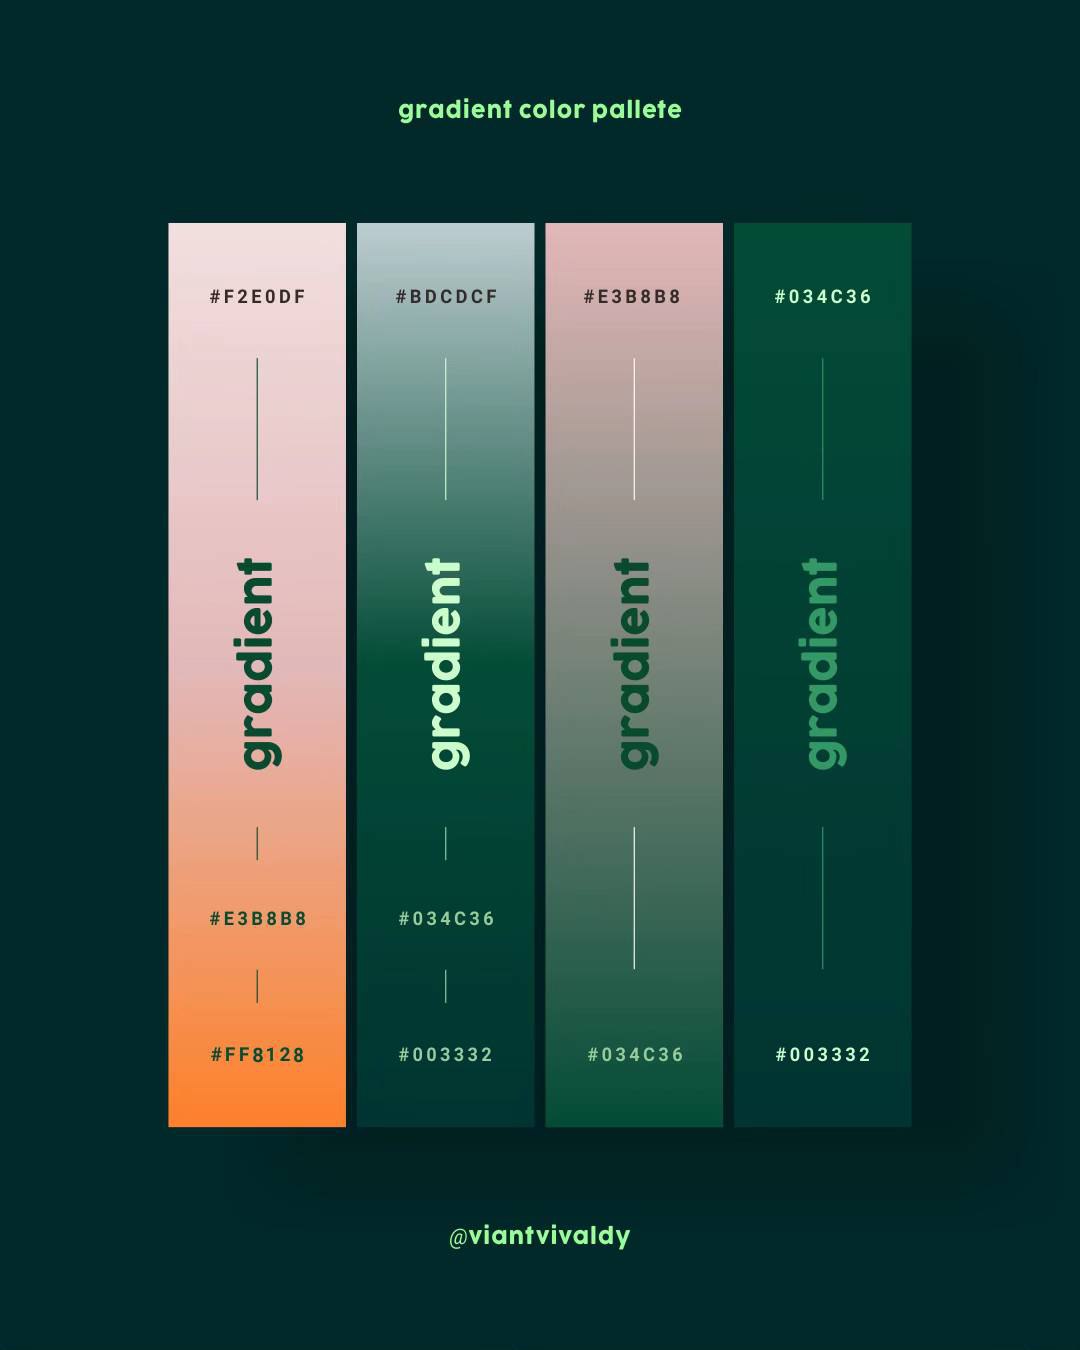 gradient color pallete
#F2E0DF
gradient
#E3B8B8
#FF8128
#BDCDCF
gradient
#034C36
#003332
#E3B8B8
gradient
#034C36
#034C36
gradient
#003332
@viantvivaldy